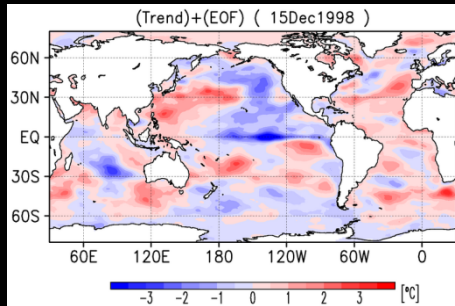 (Trend)+(EOF) ( 15Dec1998 )
60N
30N
EQ
30S
60S
60E 120E 180 120W 60W 0
-3 -2 -1 0 1 2 3 [°C]